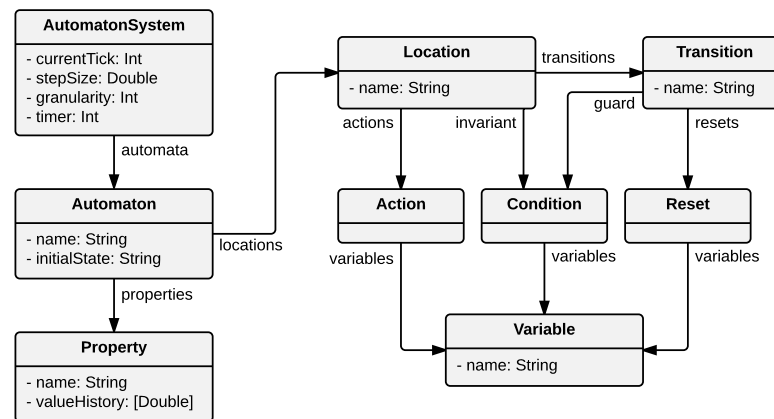 AutomatonSystem
- currentTick: Int
- stepSize: Double
- granularity: Int
- timer: Int
automata
Automaton
- name: String
- initialState: String
locations
properties
Property
- name: String
- valueHistory: [Double]
Location
- name: String
transitions
Transition
- name: String
guard
actions
invariant
resets
Action
Condition
Reset
variables
variables
variables
Variable
- name: String